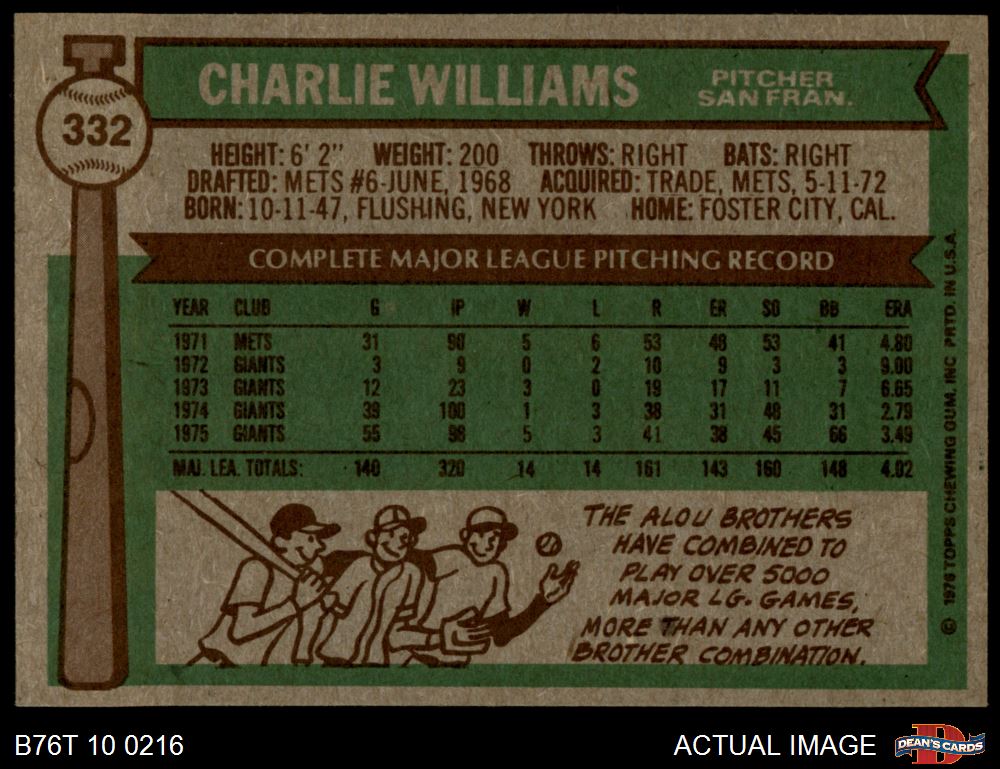 CHARLIE WILLIAMS
PITCHER
SAN FRAN.
332
HEIGHT: 6' 2" WEIGHT: 200 THROWS: RIGHT BATS: RIGHT
DRAFTED: METS #6-JUNE, 1968 ACQUIRED: TRADE, METS, 5-11-72
BORN: 10-11-47, FLUSHING, NEW YORK HOME: FOSTER CITY, CAL.
COMPLETE MAJOR LEAGUE PITCHING RECORD
YEAR CLUB G IP W L R ER SO BB ERA
1971 METS 31 90 5 6 53 48 53 41 4.80
1972 GIANTS 3 9 0 2 10 9 3 3 9.00
1973 GIANTS 12 23 3 0 19 17 11 7 6.65
1974 GIANTS 39 100 1 3 38 31 48 31 2.79
1975 GIANTS 55 98 5 3 41 38 45 66 3.49
MAJ. LEA. TOTALS: 140 320 14 14 161 143 160 148 4.02
THE ALOU BROTHERS
HAVE COMBINED TO
PLAY OVER 5000
MAJOR LG. GAMES,
MORE THAN ANY OTHER
BROTHER COMBINATION.
© 1976 TOPPS CHEWING GUM, INC PRTD. IN U.S.A.
B76T 10 0216
ACTUAL IMAGE
D
DEAN'S CARDS